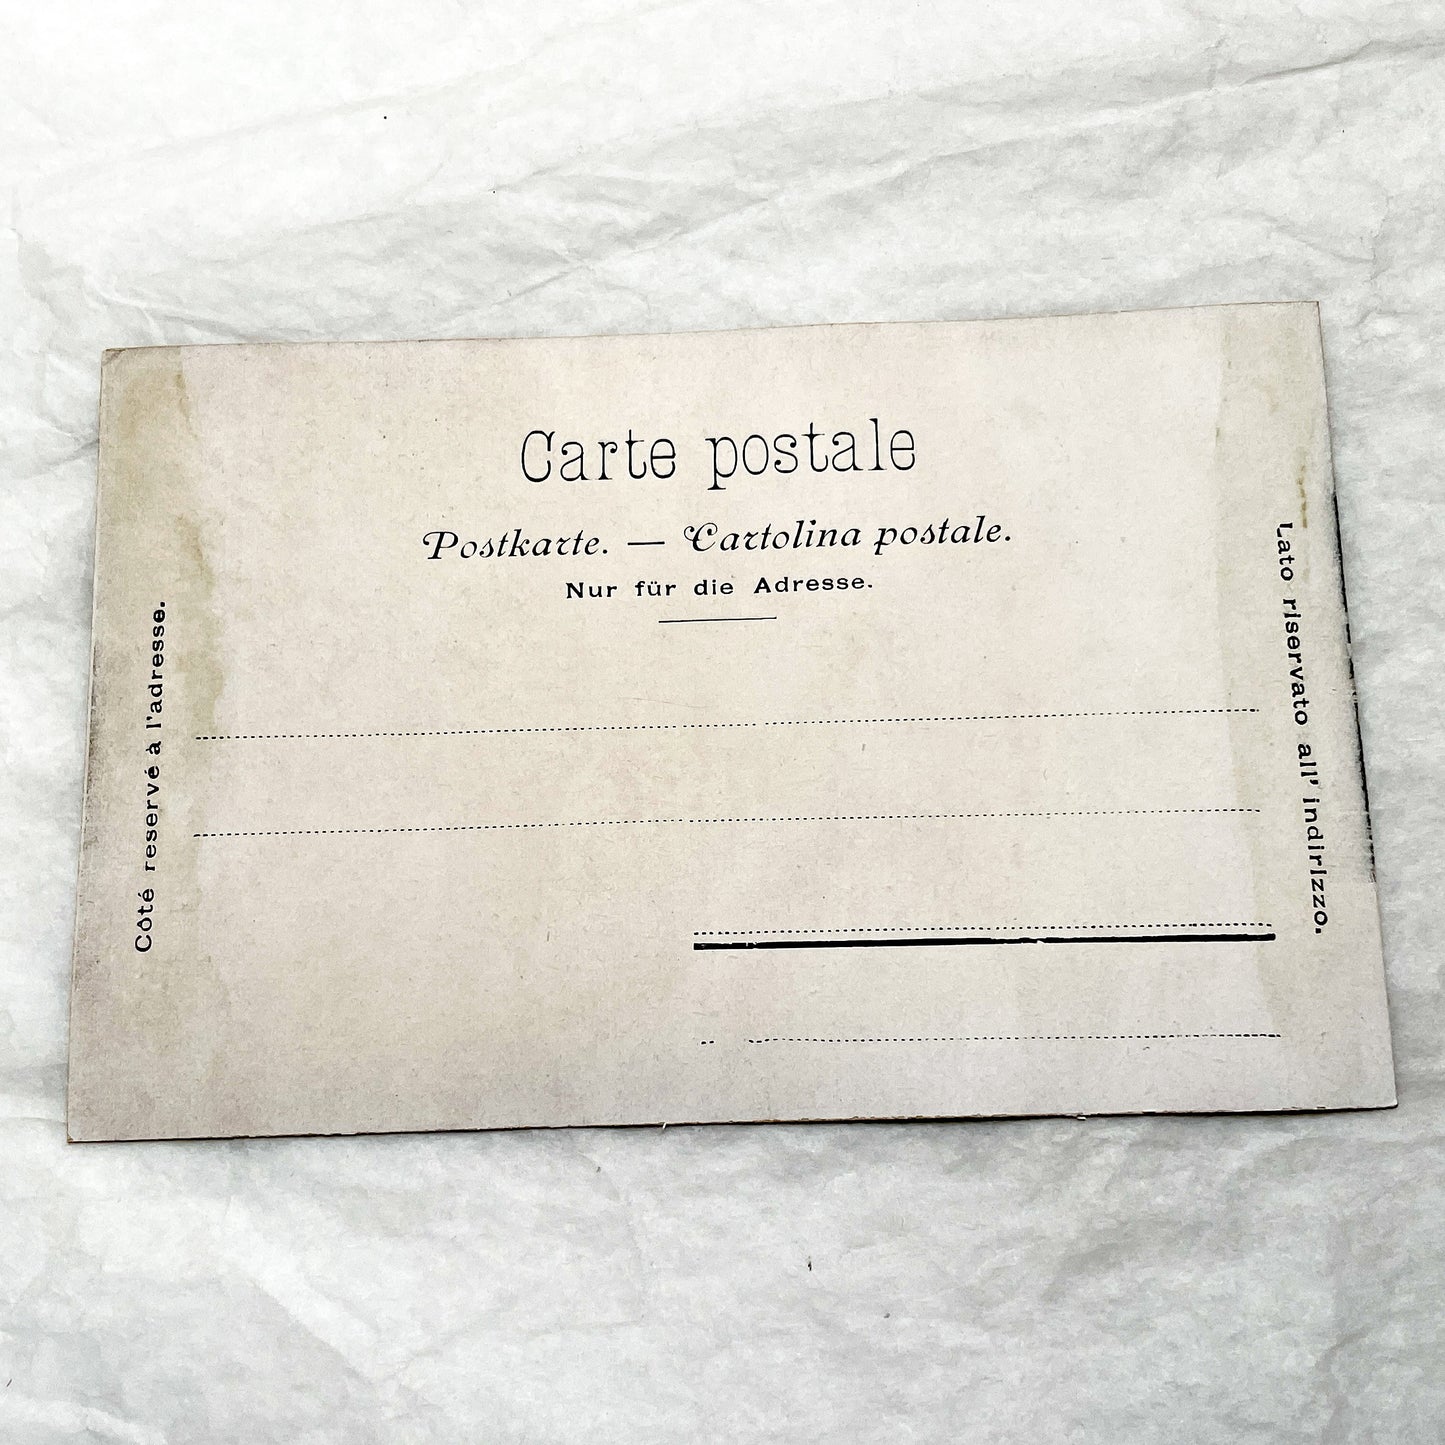 Carte postale
Postkarte. — Cartolina postale.
Nur für die Adresse.
Côté reservé à l'adresse.
Lato riservato all' indirizzo.